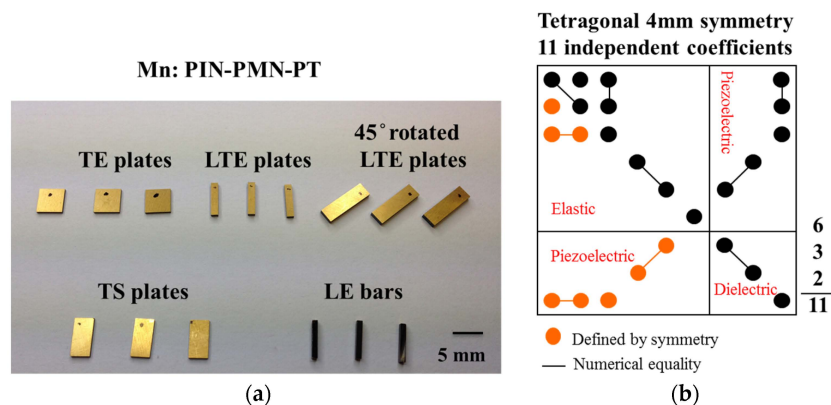 Mn: PIN-PMN-PT
TE plates
LTE plates
45° rotated
LTE plates
TS plates
LE bars
5 mm
(a)
Tetragonal 4mm symmetry
11 independent coefficients
Piezoelectric
Elastic
Piezoelectric
Dielectric
6
3
2
11
Defined by symmetry
Numerical equality
(b)